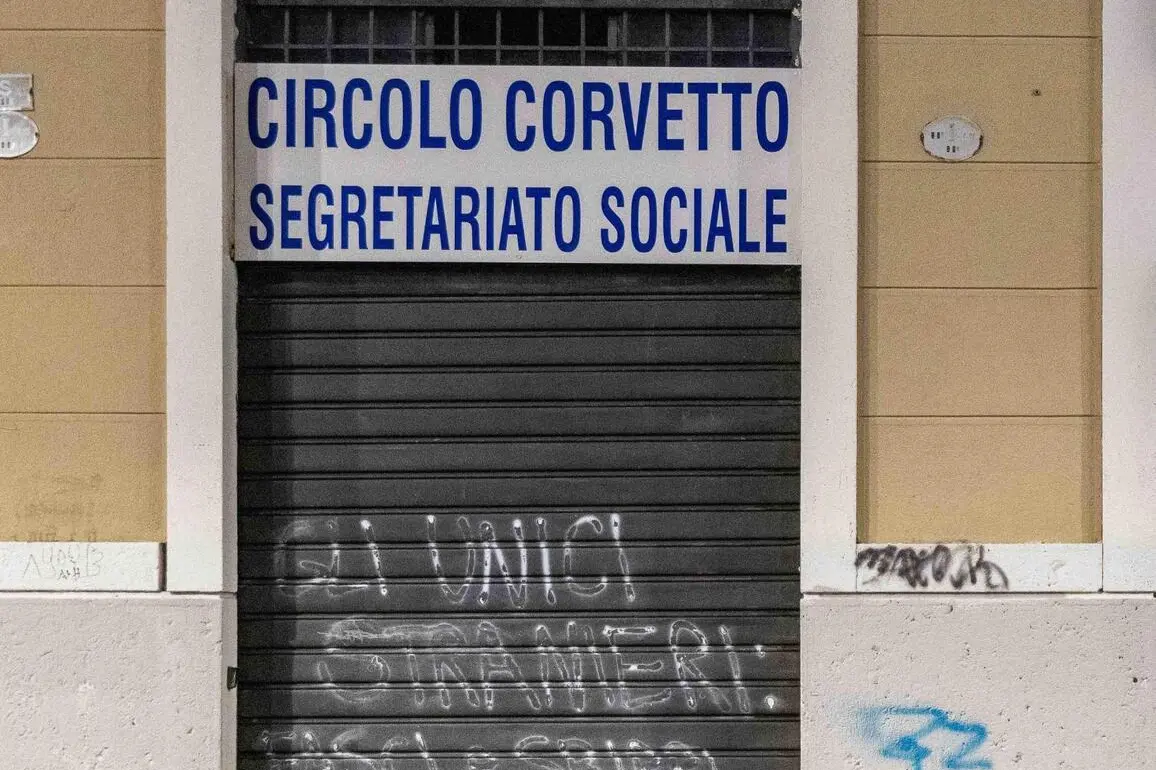 CIRCOLO CORVETTO
SEGRETARIATO SOCIALE
GLI UNICI
STRANIERI: